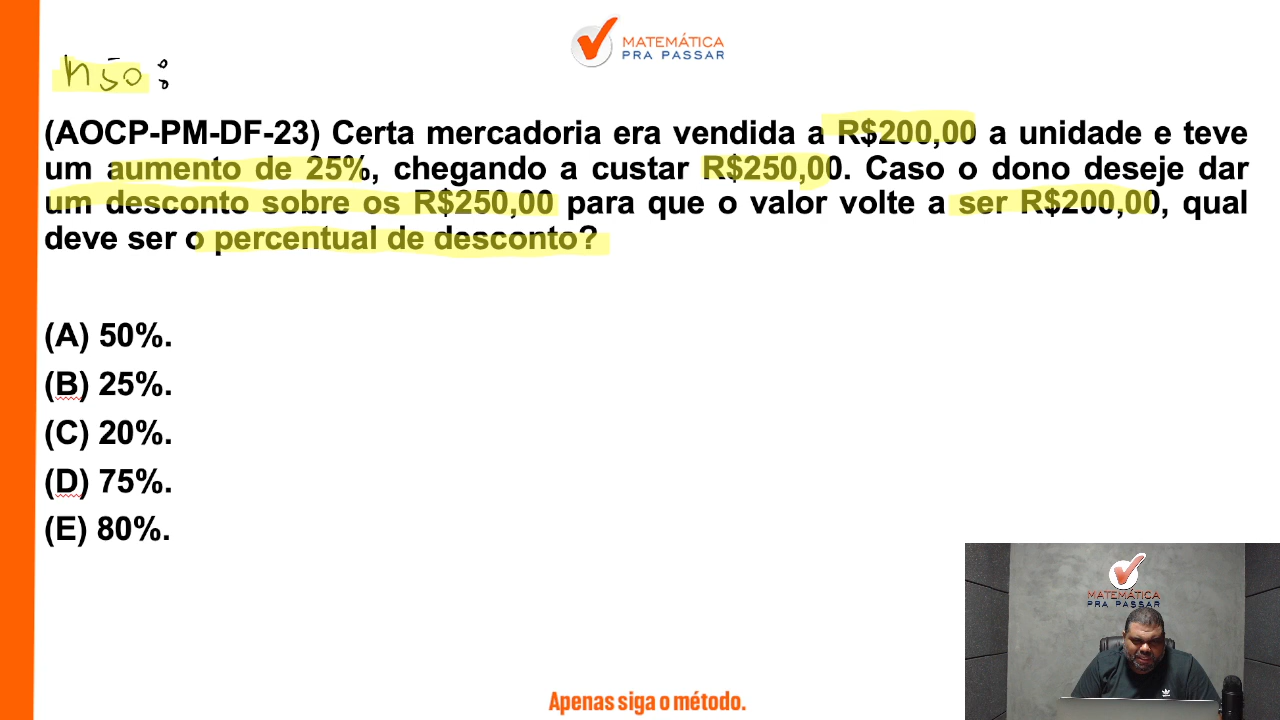 MATEMÁTICA
PRA PASSAR
(AOCP-PM-DF-23) Certa mercadoria era vendida a R$200,00 a unidade e teve
um aumento de 25%, chegando a custar R$250,00. Caso o dono deseje dar
um desconto sobre os R$250,00 para que o valor volte a ser R$200,00, qual
deve ser o percentual de desconto?
(A) 50%.
(B) 25%.
(C) 20%.
(D) 75%.
(E) 80%.
MATEMÁTICA
PRA PASSAR
Apenas siga o método.